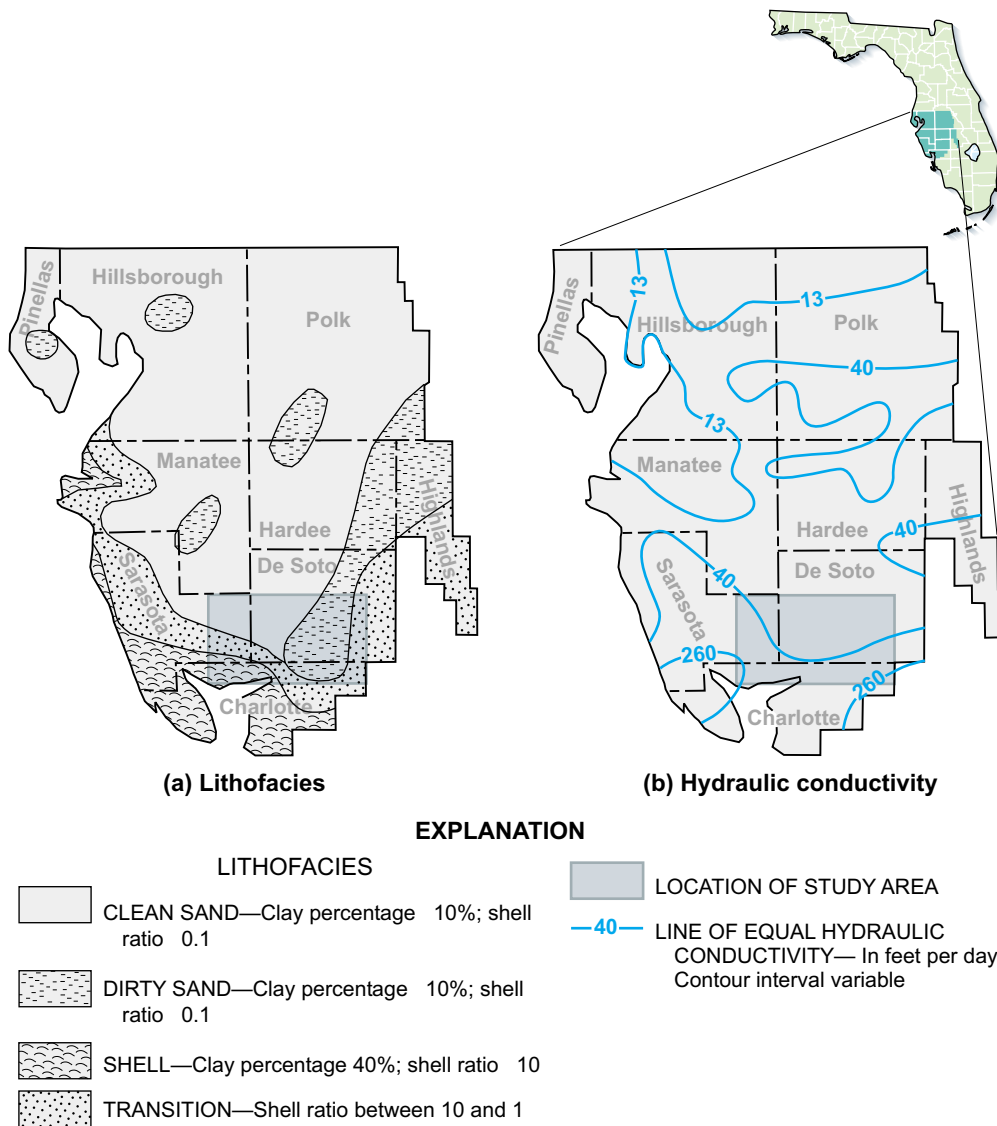 Pinellas
Hillsborough
Polk
Manatee
Hardee
Highlands
De Soto
Sarasota
Charlotte
(a) Lithofacies
13
13
Pinellas
Hillsborough
Polk
40
13
Manatee
Highlands
Hardee
40
De Soto
Sarasota
40
260
260
Charlotte
(b) Hydraulic conductivity
EXPLANATION
LITHOFACIES
CLEAN SAND—Clay percentage 10%; shell
ratio 0.1
DIRTY SAND—Clay percentage 10%; shell
ratio 0.1
SHELL—Clay percentage 40%; shell ratio 10
TRANSITION—Shell ratio between 10 and 1
LOCATION OF STUDY AREA
40
LINE OF EQUAL HYDRAULIC
CONDUCTIVITY— In feet per day
Contour interval variable